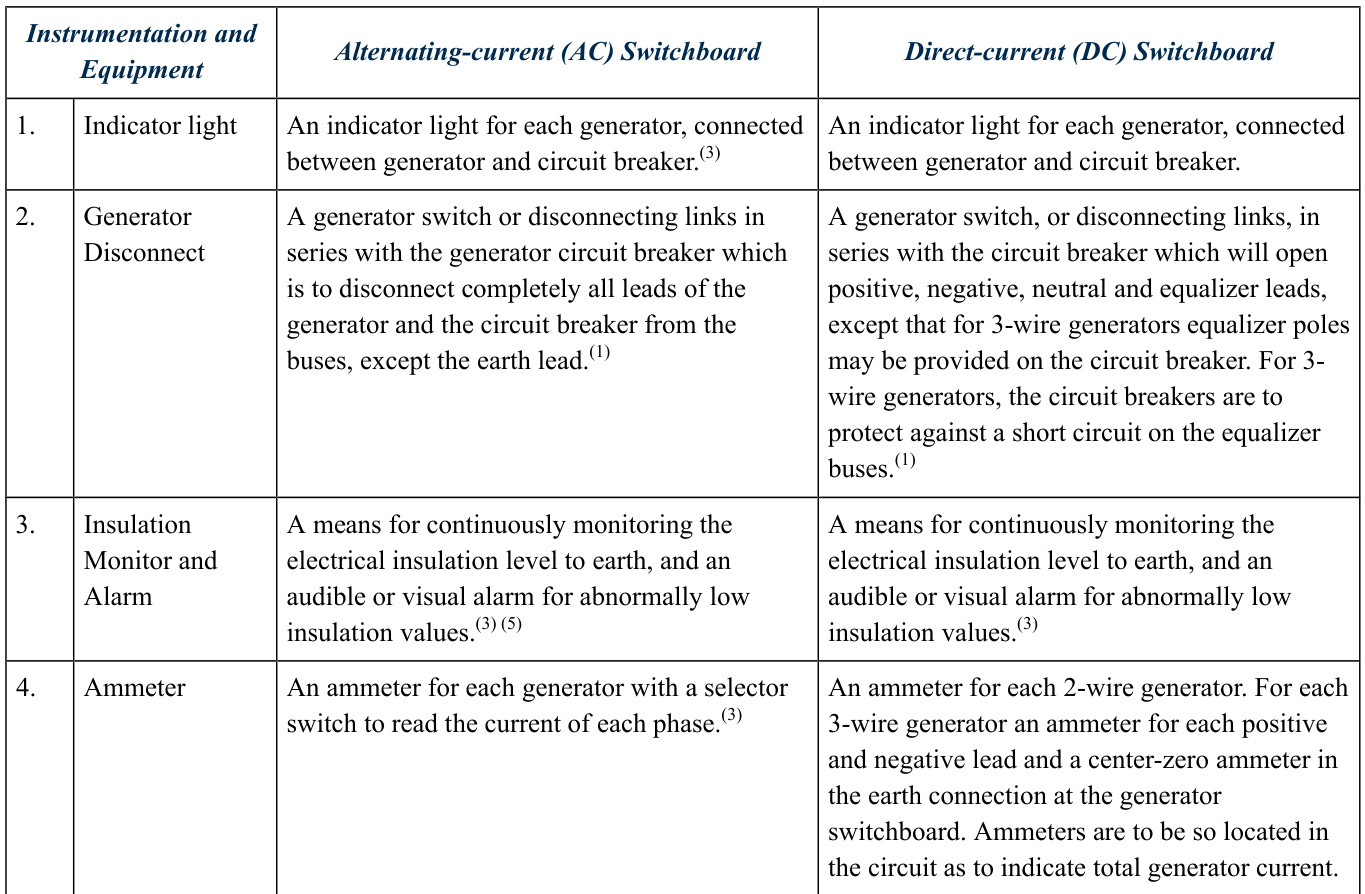 Instrumentation and
Equipment
Alternating-current (AC) Switchboard
Direct-current (DC) Switchboard
1.
Indicator light
An indicator light for each generator, connected
between generator and circuit breaker.(3)
An indicator light for each generator, connected
between generator and circuit breaker.
2.
Generator
Disconnect
A generator switch or disconnecting links in
series with the generator circuit breaker which
is to disconnect completely all leads of the
generator and the circuit breaker from the
buses, except the earth lead.(1)
A generator switch, or disconnecting links, in
series with the circuit breaker which will open
positive, negative, neutral and equalizer leads,
except that for 3-wire generators equalizer poles
may be provided on the circuit breaker. For 3-
wire generators, the circuit breakers are to
protect against a short circuit on the equalizer
buses.(1)
3.
Insulation
Monitor and
Alarm
A means for continuously monitoring the
electrical insulation level to earth, and an
audible or visual alarm for abnormally low
insulation values.(3) (5)
A means for continuously monitoring the
electrical insulation level to earth, and an
audible or visual alarm for abnormally low
insulation values.(3)
4.
Ammeter
An ammeter for each generator with a selector
switch to read the current of each phase.(3)
An ammeter for each 2-wire generator. For each
3-wire generator an ammeter for each positive
and negative lead and a center-zero ammeter in
the earth connection at the generator
switchboard. Ammeters are to be so located in
the circuit as to indicate total generator current.